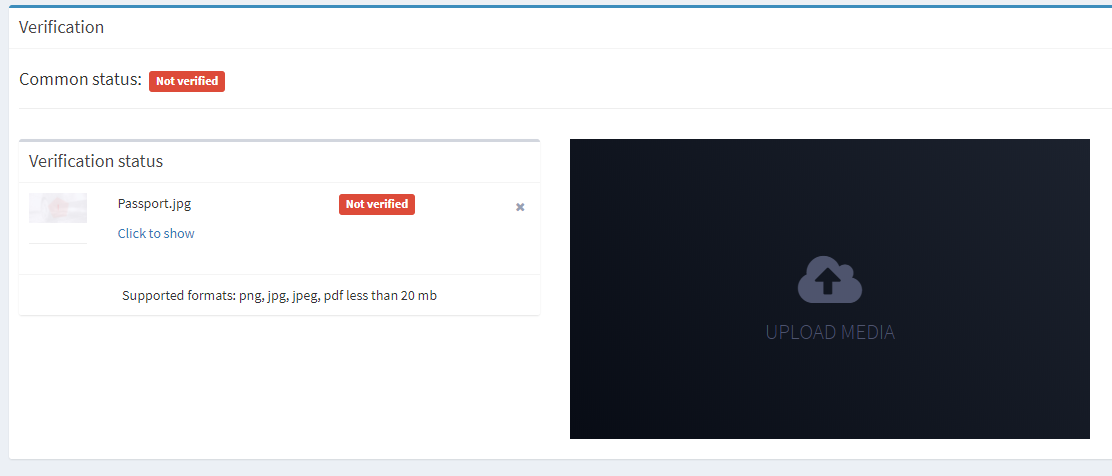 Verification
Common status: Not verified
Verification status
Passport.jpg Not verified ×
Click to show
Supported formats: png, jpg, jpeg, pdf less than 20 mb
UPLOAD MEDIA